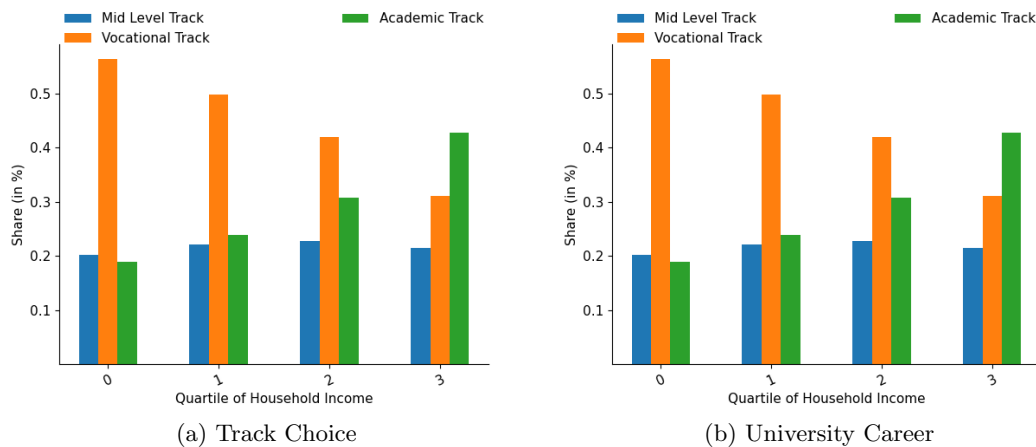 Mid Level Track
Vocational Track
Academic Track
0.5
0.4
0.3
0.2
0.1
Share (in %)
0 1 2 3
Quartile of Household Income
(a) Track Choice
Mid Level Track
Vocational Track
Academic Track
0.5
0.4
0.3
0.2
0.1
Share (in %)
0 1 2 3
Quartile of Household Income
(b) University Career